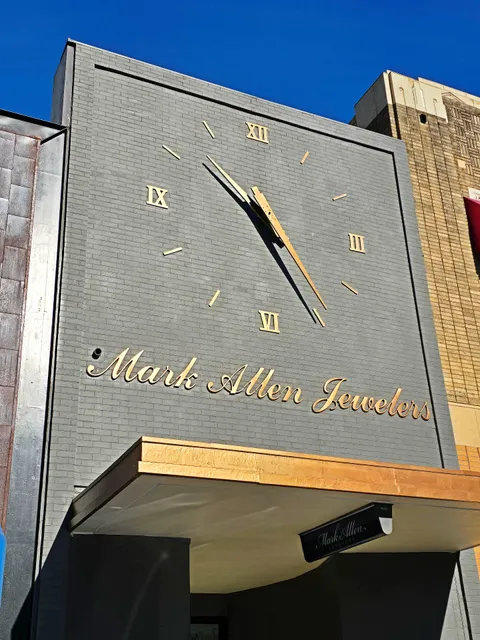 XII
IX
III
VI
Mark Allen Jewelers
Mark Allen